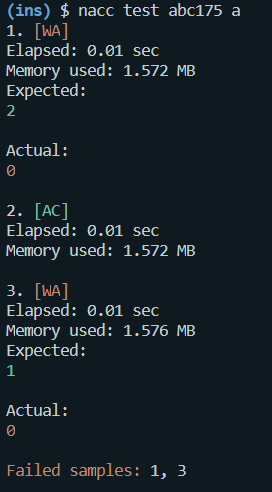 (ins) $ nacc test abc175 a
1. [WA]
Elapsed: 0.01 sec
Memory used: 1.572 MB
Expected:
2
Actual:
0
2. [AC]
Elapsed: 0.01 sec
Memory used: 1.572 MB
3. [WA]
Elapsed: 0.01 sec
Memory used: 1.576 MB
Expected:
1
Actual:
0
Failed samples: 1, 3